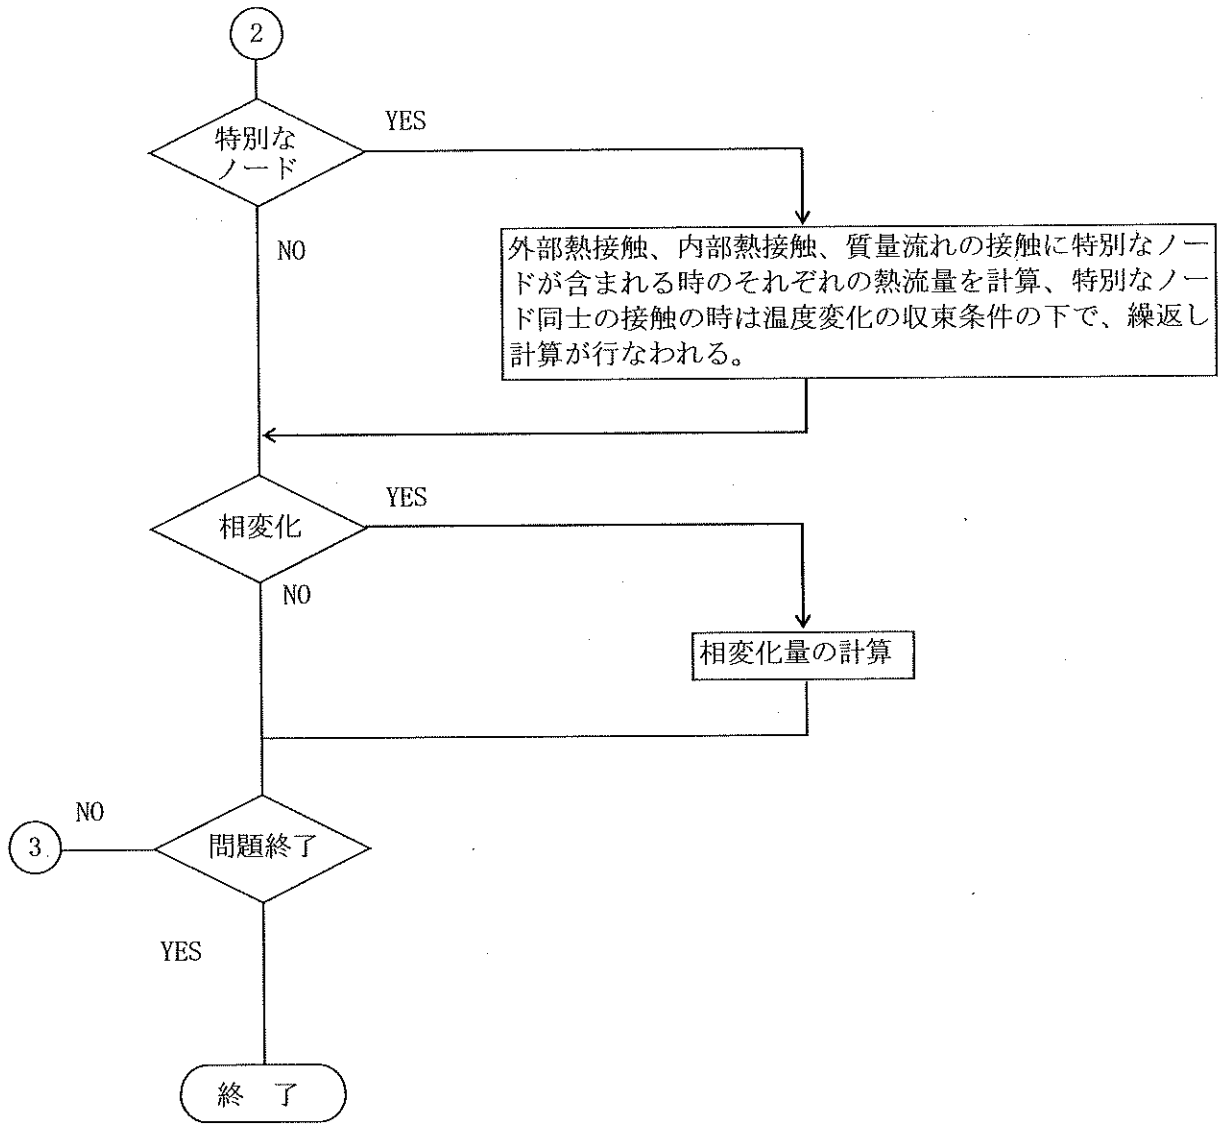 2
特別な
ノード
YES
NO
外部熱接触、内部熱接触、質量流れの接触に特別なノー
ドが含まれる時のそれぞれの熱流量を計算、特別なノー
ド同士の接触の時は温度変化の収束条件の下で、繰返し
計算が行なわれる。
相変化
YES
NO
相変化量の計算
NO
3
問題終了
YES
終 了